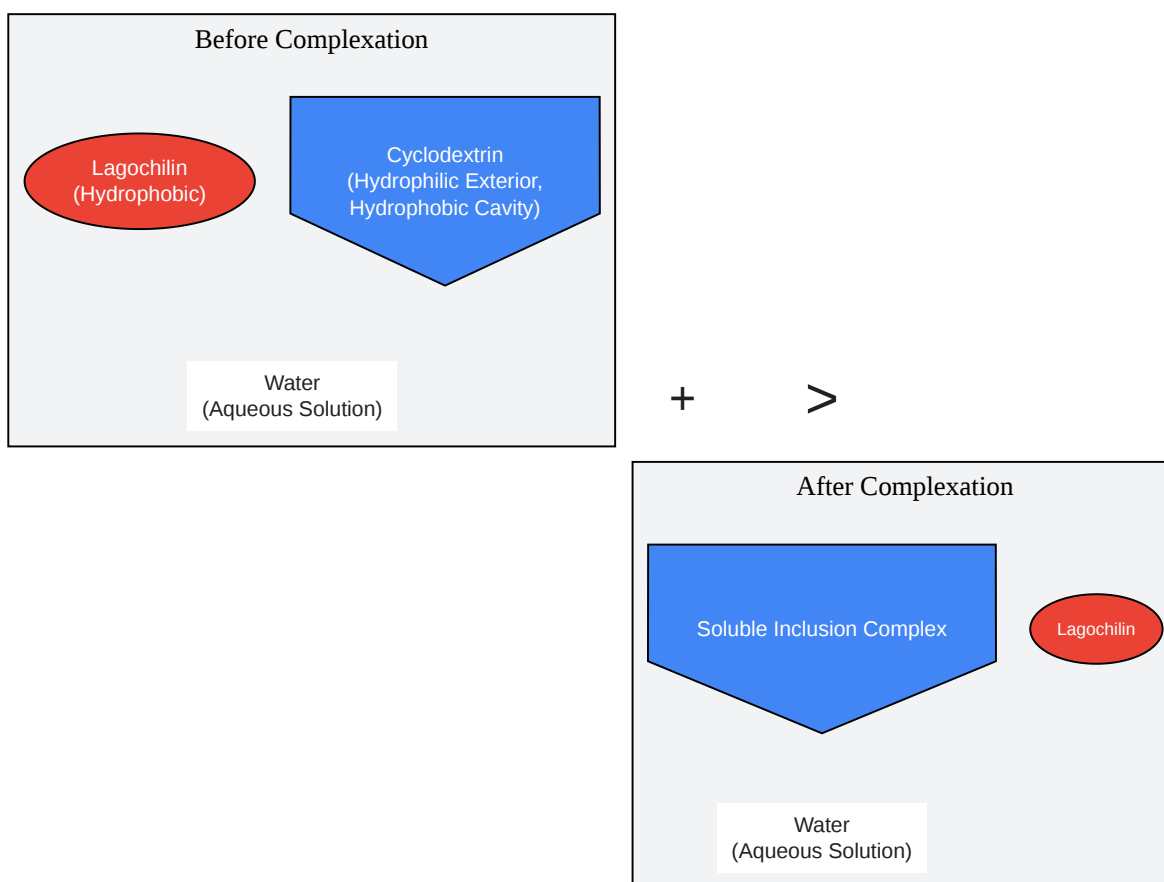 Before Complexation
Lagochilin
(Hydrophobic)
Cyclodextrin
(Hydrophilic Exterior,
Hydrophobic Cavity)
Water
(Aqueous Solution)
+ >
After Complexation
Soluble Inclusion Complex
Lagochilin
Water
(Aqueous Solution)